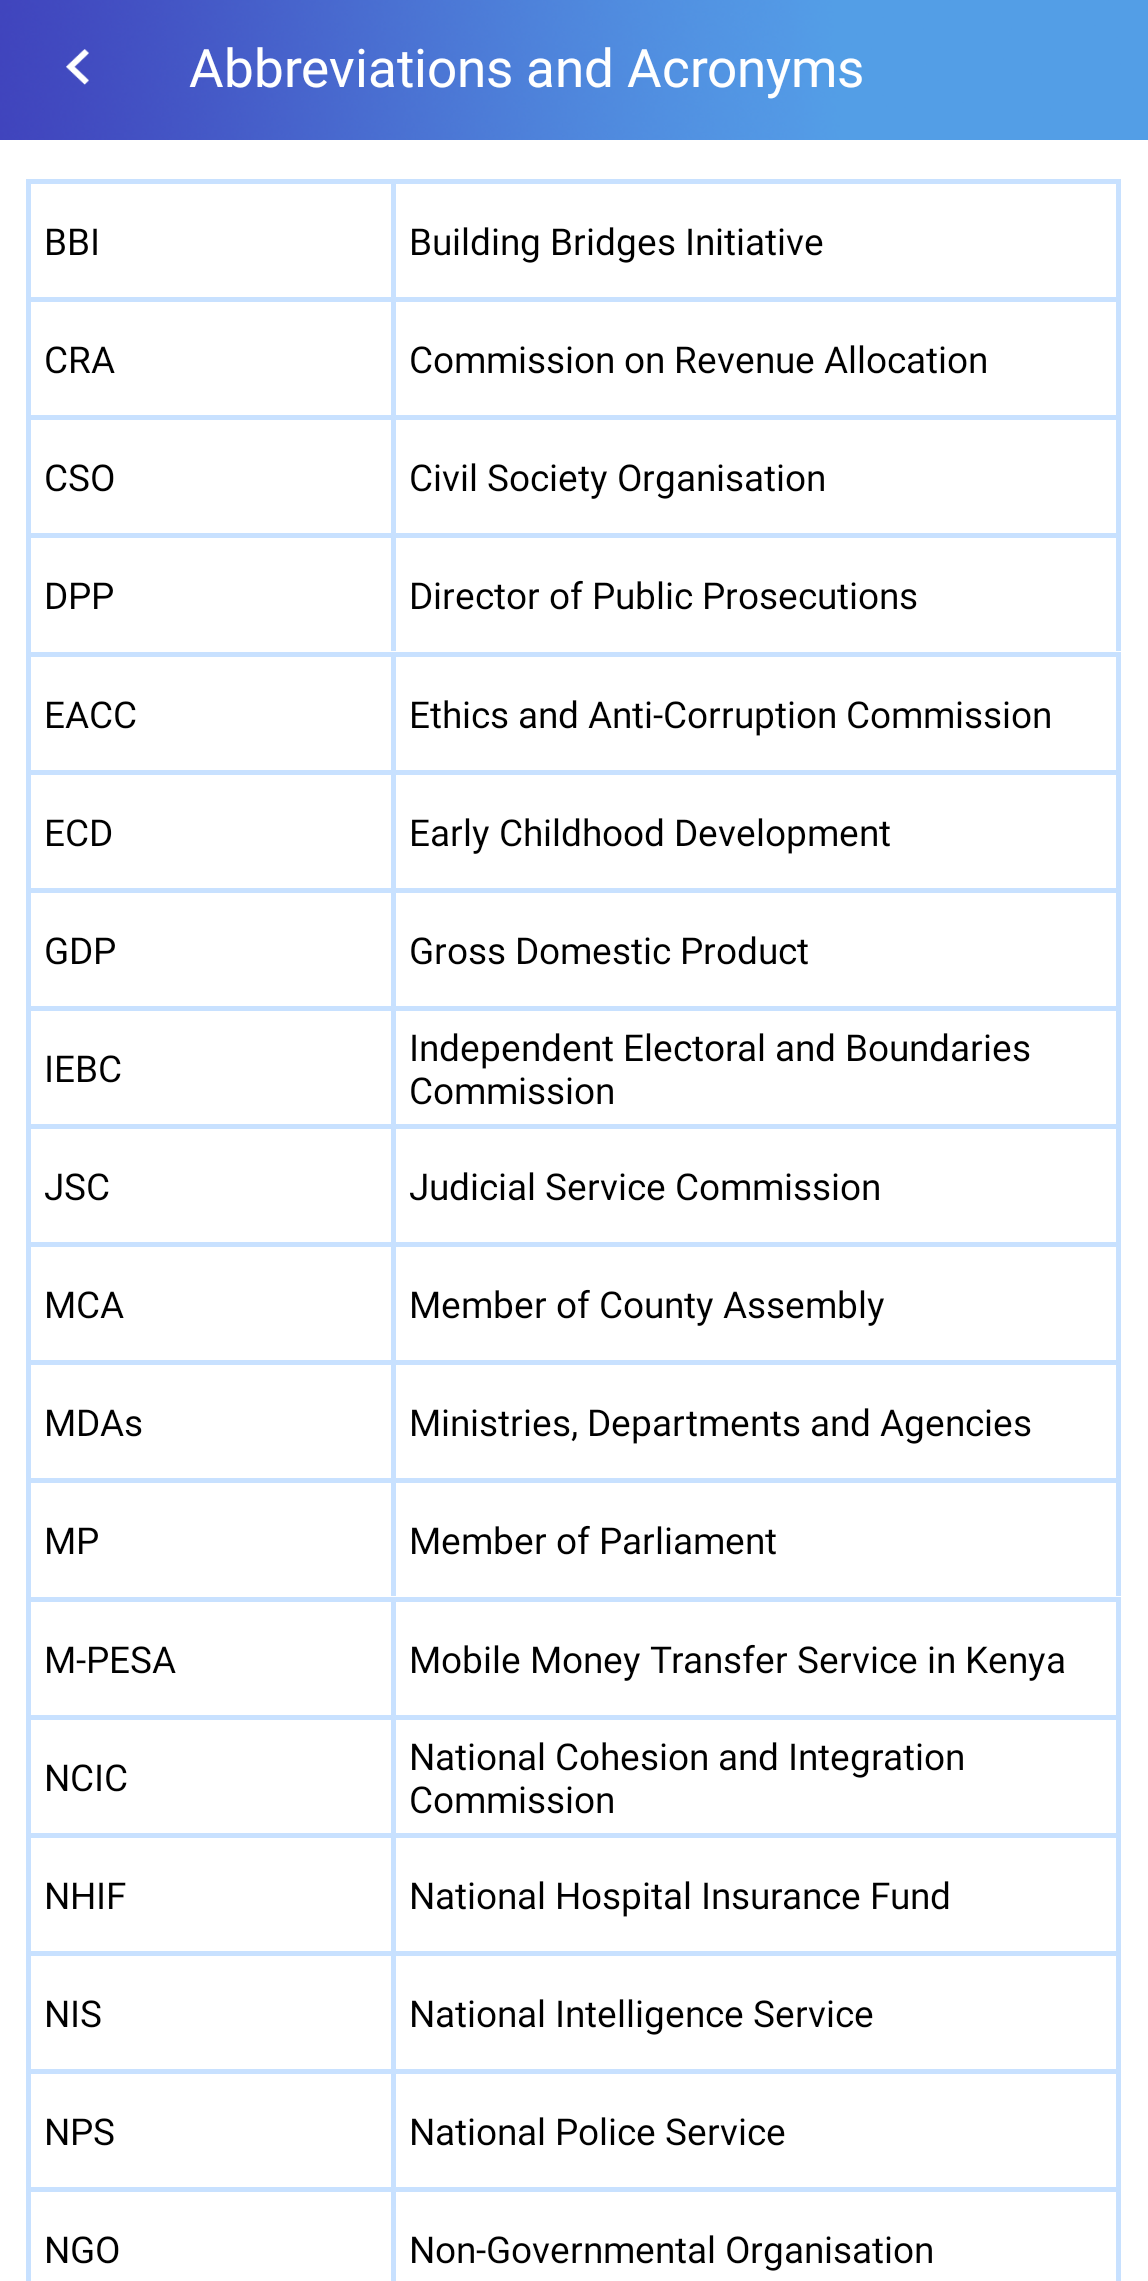 Abbreviations and Acronyms
BBI Building Bridges Initiative
CRA Commission on Revenue Allocation
CSO Civil Society Organisation
DPP Director of Public Prosecutions
EACC Ethics and Anti-Corruption Commission
ECD Early Childhood Development
GDP Gross Domestic Product
IEBC Independent Electoral and Boundaries
Commission
JSC Judicial Service Commission
MCA Member of County Assembly
MDAs Ministries, Departments and Agencies
MP Member of Parliament
M-PESA Mobile Money Transfer Service in Kenya
NCIC National Cohesion and Integration
Commission
NHIF National Hospital Insurance Fund
NIS National Intelligence Service
NPS National Police Service
NGO Non-Governmental Organisation